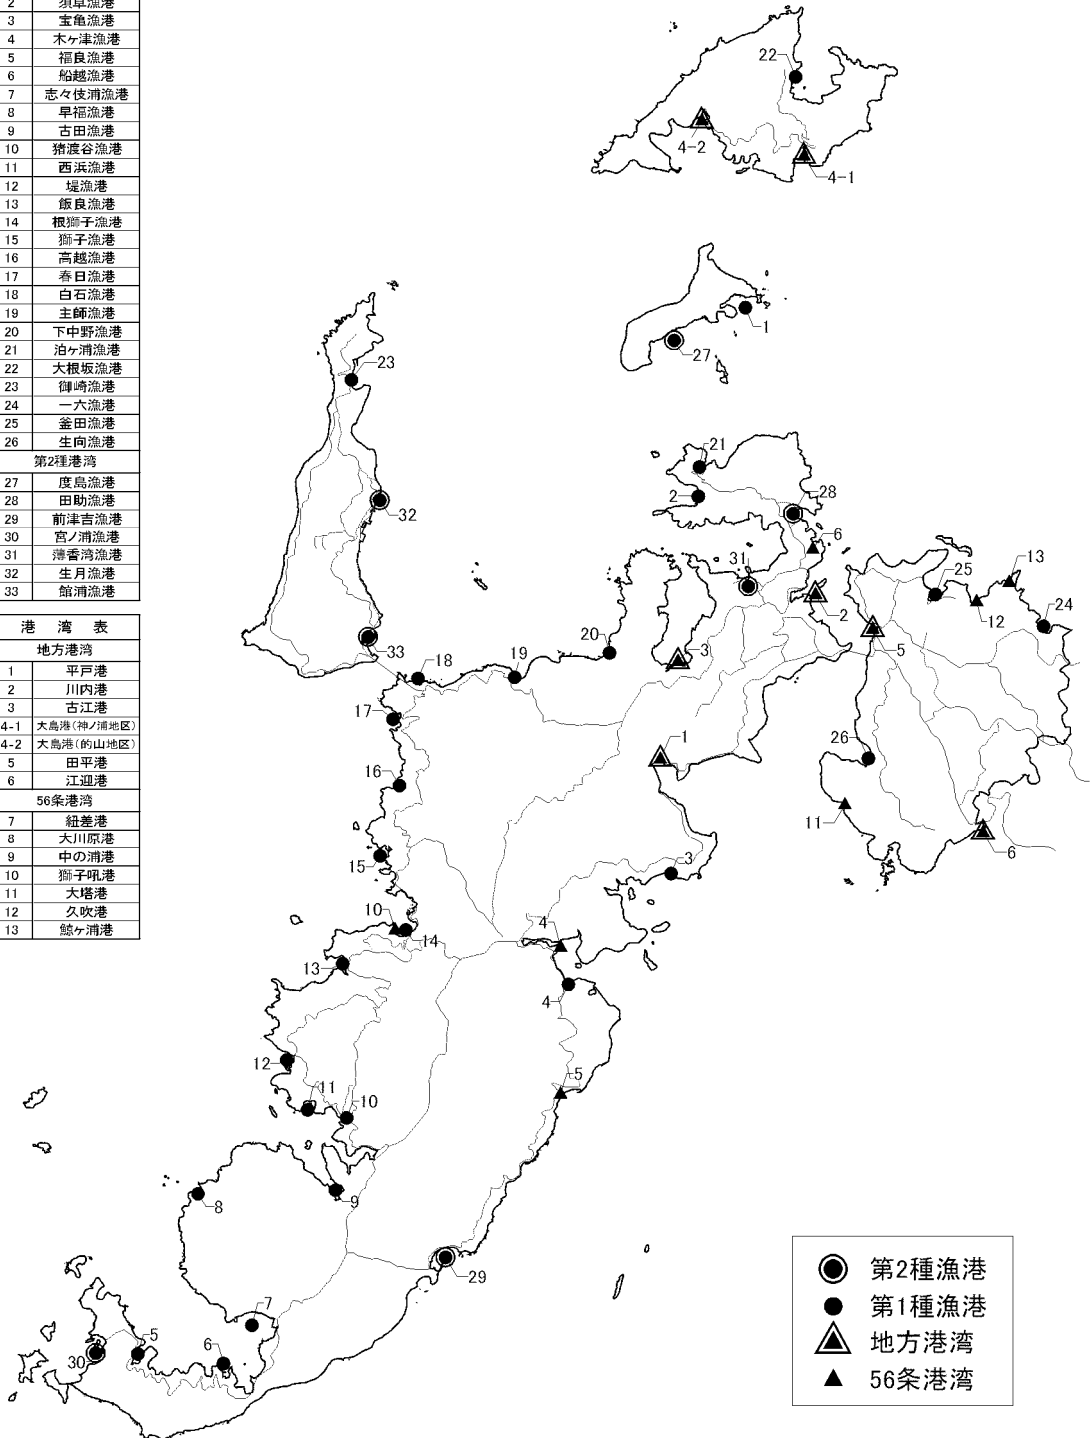 2 須草漁港
3 宝亀漁港
4 木ヶ津漁港
5 福良漁港
6 船越漁港
7 志々伎浦漁港
8 早福漁港
9 古田漁港
10 猪渡谷漁港
11 西浜漁港
12 堤漁港
13 飯良漁港
14 根獅子漁港
15 獅子漁港
16 高越漁港
17 春日漁港
18 白石漁港
19 主師漁港
20 下中野漁港
21 泊ヶ浦漁港
22 大根坂漁港
23 御崎漁港
24 一六漁港
25 釜田漁港
26 生向漁港
第2種港湾
27 度島漁港
28 田助漁港
29 前津吉漁港
30 宮ノ浦漁港
31 薄香湾漁港
32 生月漁港
33 舘浦漁港
港湾表
地方港湾
1 平戸港
2 川内港
3 古江港
4-1 大島港(神ノ浦地区)
4-2 大島港(的山地区)
5 田平港
6 江迎港
56条港湾
7 紐差港
8 大川原港
9 中の浦港
10 獅子吼港
11 大塔港
12 久吹港
13 鯨ヶ浦港
22
4-2
4-1
1
27
23
21
2
28
32
6
31
13
25
2
12
24
20
3
5
33
18
19
17
1
26
16
11
6
15
3
10
4
14
13
4
12
5
11
10
9
8
29
7
5
6
30
第2種漁港
第1種漁港
地方港湾
56条港湾